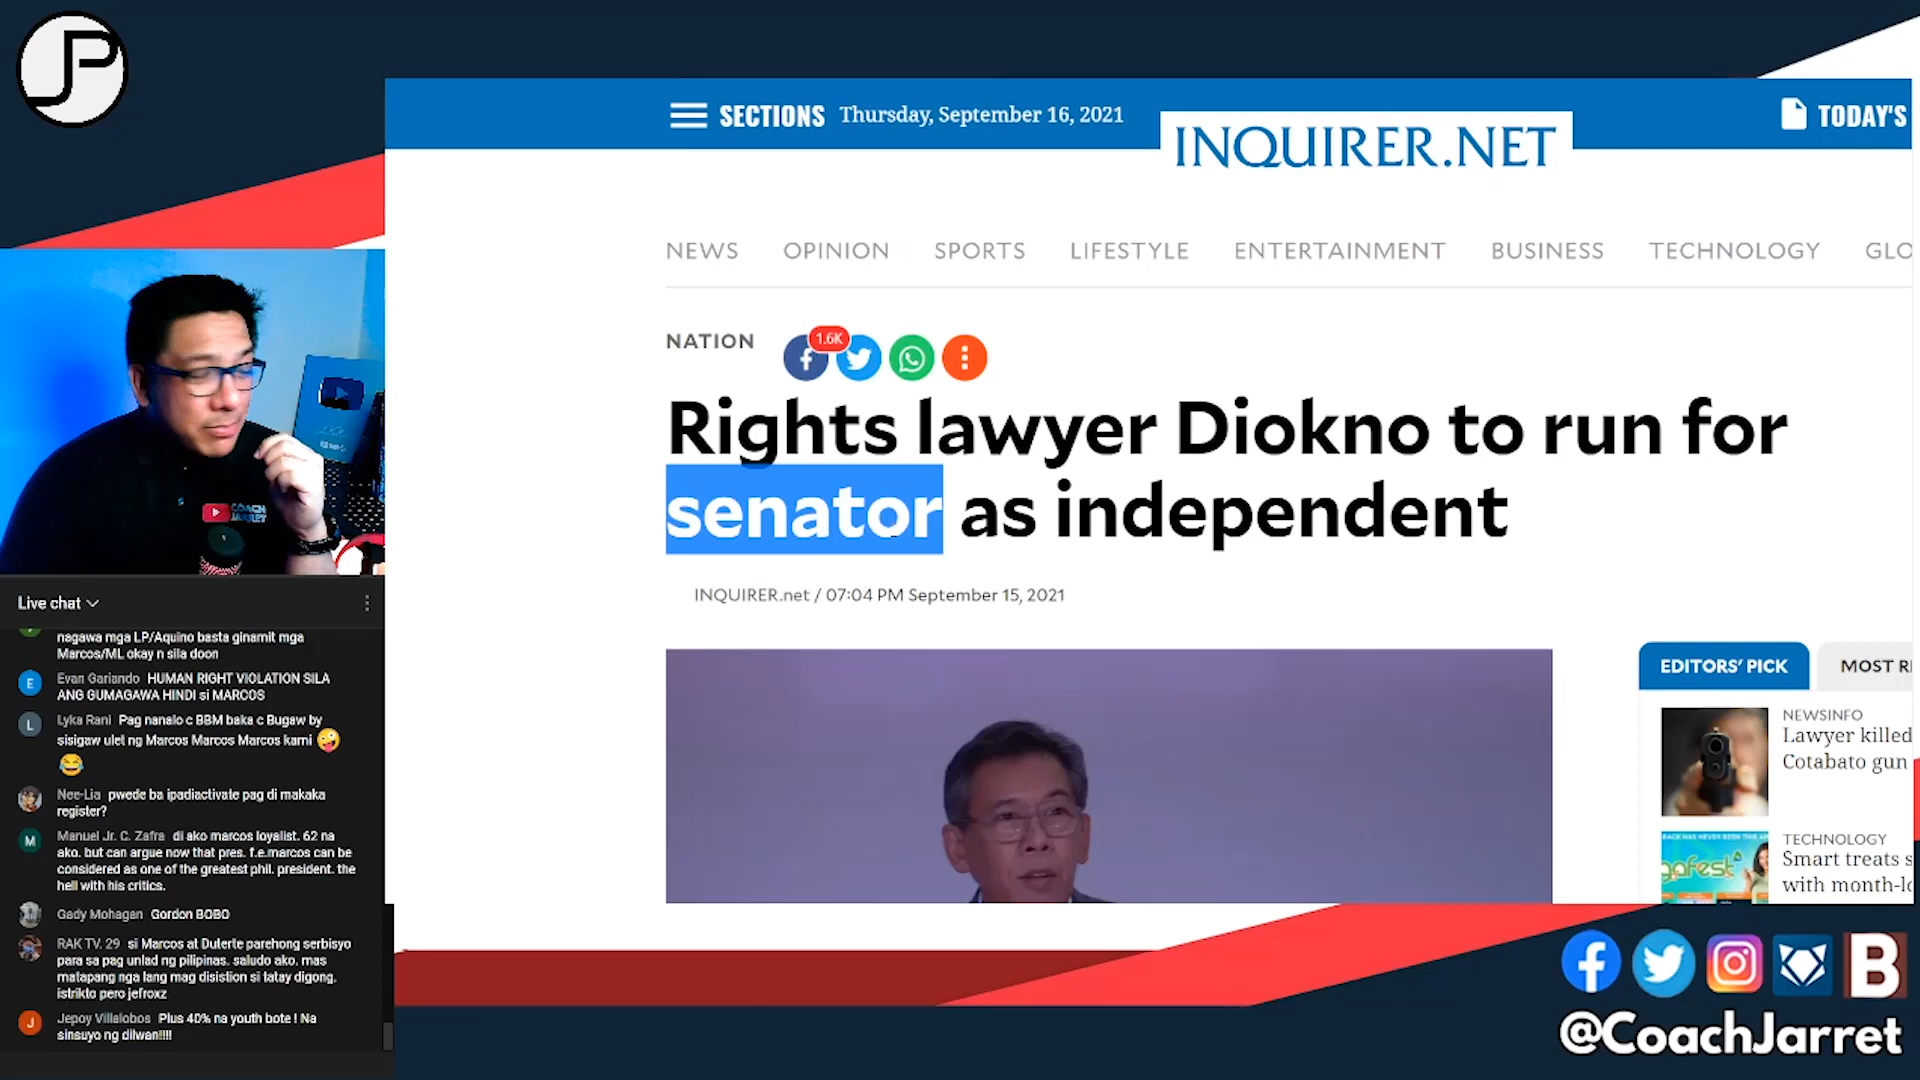 JP
SECTIONS
Thursday, September 16, 2021
INQUIRER.NET
TODAY'S
NEWS
OPINION
SPORTS
LIFESTYLE
ENTERTAINMENT
BUSINESS
TECHNOLOGY
GLO
NATION
1.6K
Rights lawyer Diokno to run for
senator as independent
INQUIRER.net / 07:04 PM September 15, 2021
EDITORS' PICK
MOST R
NEWSINFO
Lawyer killed
Cotabato gun
TECHNOLOGY
Smart treats s
with month-lo
COACH
JARRET
Live chat
nagawa mga LP/Aquino basta ginamit mga
Marcos/ML okay n sila doon
E
Evan Gariando HUMAN RIGHT VIOLATION SILA
ANG GUMAGAWA HINDI si MARCOS
L
Lyka Rani Pag nanalo c BBM baka c Bugaw by
sisigaw ulet ng Marcos Marcos Marcos kami 🤪
😂
Nee-Lia pwede ba ipadiactivate pag di makaka
register?
M
Manuel Jr. C. Zafra di ako marcos loyalist. 62 na
ako. but can argue now that pres. f.e.marcos can be
considered as one of the greatest phil. president. the
hell with his critics.
Gady Mohagan Gordon BOBO
RAK TV. 29 si Marcos at Duterte parehong serbisyo
para sa pag unlad ng pilipinas. saludo ako. mas
matapang nga lang mag disistion si tatay digong.
istrikto pero jefroxz
J
Jepoy Villalobos Plus 40% na youth bote ! Na
sinsuyo ng dilwan!!!!
B
@CoachJarret